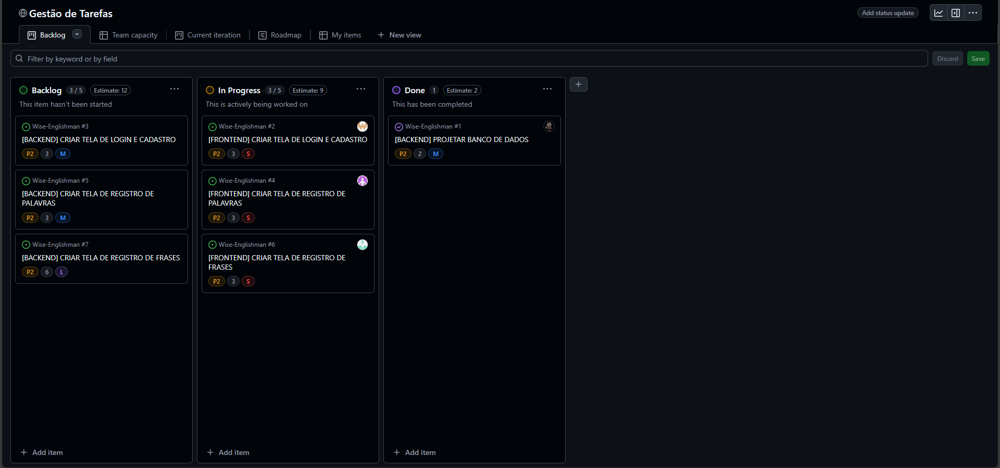 Gestão de Tarefas
Add status update
Backlog
Team capacity
Current iteration
Roadmap
My items
New view
Filter by keyword or by field
Discard
Save
Backlog 3 / 5 Estimate: 12
This item hasn't been started
Wise-Englishman #3
[BACKEND] CRIAR TELA DE LOGIN E CADASTRO
P2 3 M
Wise-Englishman #5
[BACKEND] CRIAR TELA DE REGISTRO DE
PALAVRAS
P2 3 M
Wise-Englishman #7
[BACKEND] CRIAR TELA DE REGISTRO DE FRASES
P2 6 L
Add item
In Progress 3 / 5 Estimate: 9
This is actively being worked on
Wise-Englishman #2
[FRONTEND] CRIAR TELA DE LOGIN E CADASTRO
P2 3 S
Wise-Englishman #4
[FRONTEND] CRIAR TELA DE REGISTRO DE
PALAVRAS
P2 3 S
Wise-Englishman #6
[FRONTEND] CRIAR TELA DE REGISTRO DE
FRASES
P2 3 S
Add item
Done 1 Estimate: 2
This has been completed
Wise-Englishman #1
[BACKEND] PROJETAR BANCO DE DADOS
P2 2 M
Add item